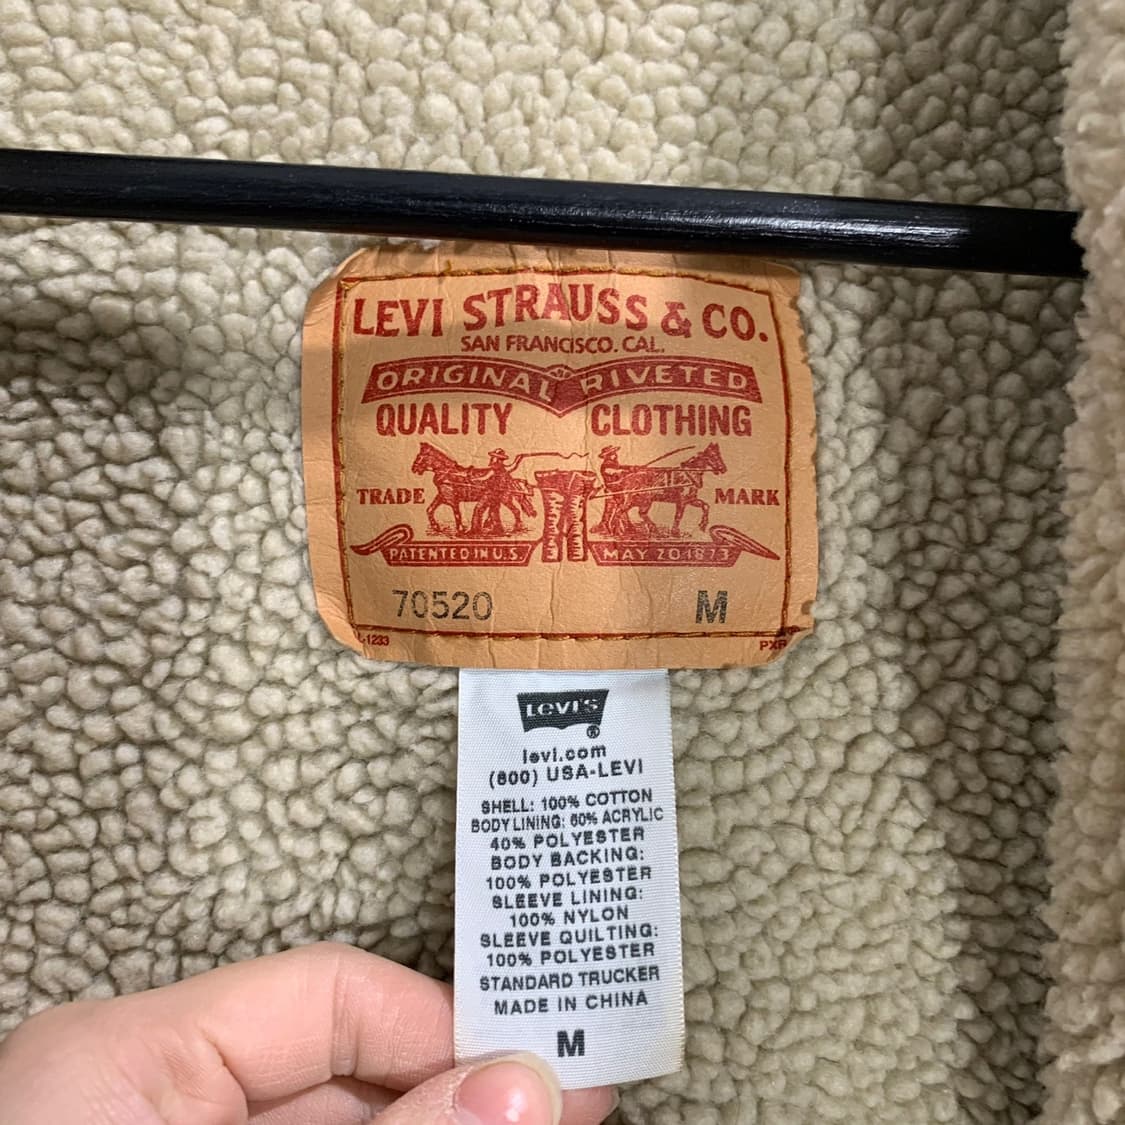 LEVI STRAUSS & CO.
SAN FRANCISCO. CAL.
ORIGINAL RIVETED
QUALITY CLOTHING
TRADE MARK
PATENTED IN U.S. MAY 20 1873
70520 M
-1233
LEVI'S
®
levi.com
(800) USA-LEVI
SHELL: 100% COTTON
BODY LINING: 60% ACRYLIC
40% POLYESTER
BODY BACKING:
100% POLYESTER
SLEEVE LINING:
100% NYLON
SLEEVE QUILTING:
100% POLYESTER
STANDARD TRUCKER
MADE IN CHINA
M